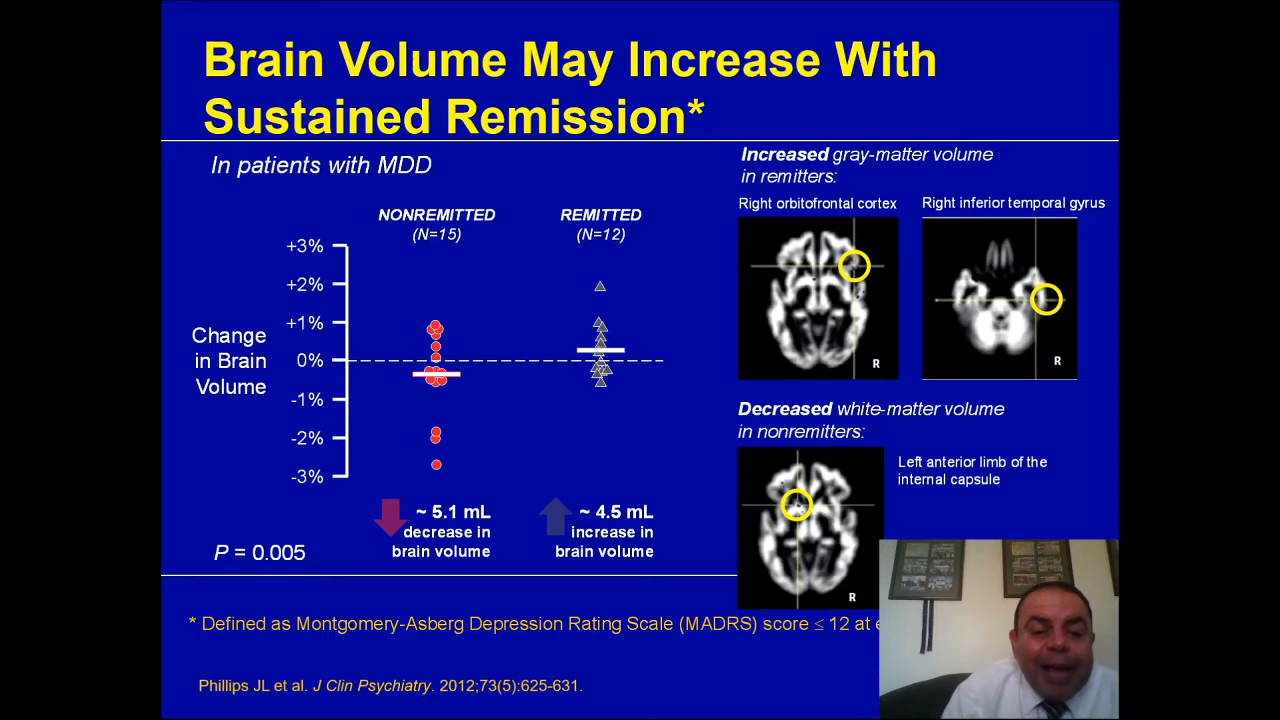 Brain Volume May Increase With
Sustained Remission*
In patients with MDD
NONREMITTED
(N=15)
REMITTED
(N=12)
+3%
+2%
+1%
0%
-1%
-2%
-3%
Change
in Brain
Volume
~ 5.1 mL
decrease in
brain volume
~ 4.5 mL
increase in
brain volume
P = 0.005
Increased gray-matter volume
in remitters:
Right orbitofrontal cortex
Right inferior temporal gyrus
R
R
Decreased white-matter volume
in nonremitters:
Left anterior limb of the
internal capsule
R
* Defined as Montgomery-Asberg Depression Rating Scale (MADRS) score ≤ 12 at
Phillips JL et al. J Clin Psychiatry. 2012;73(5):625-631.